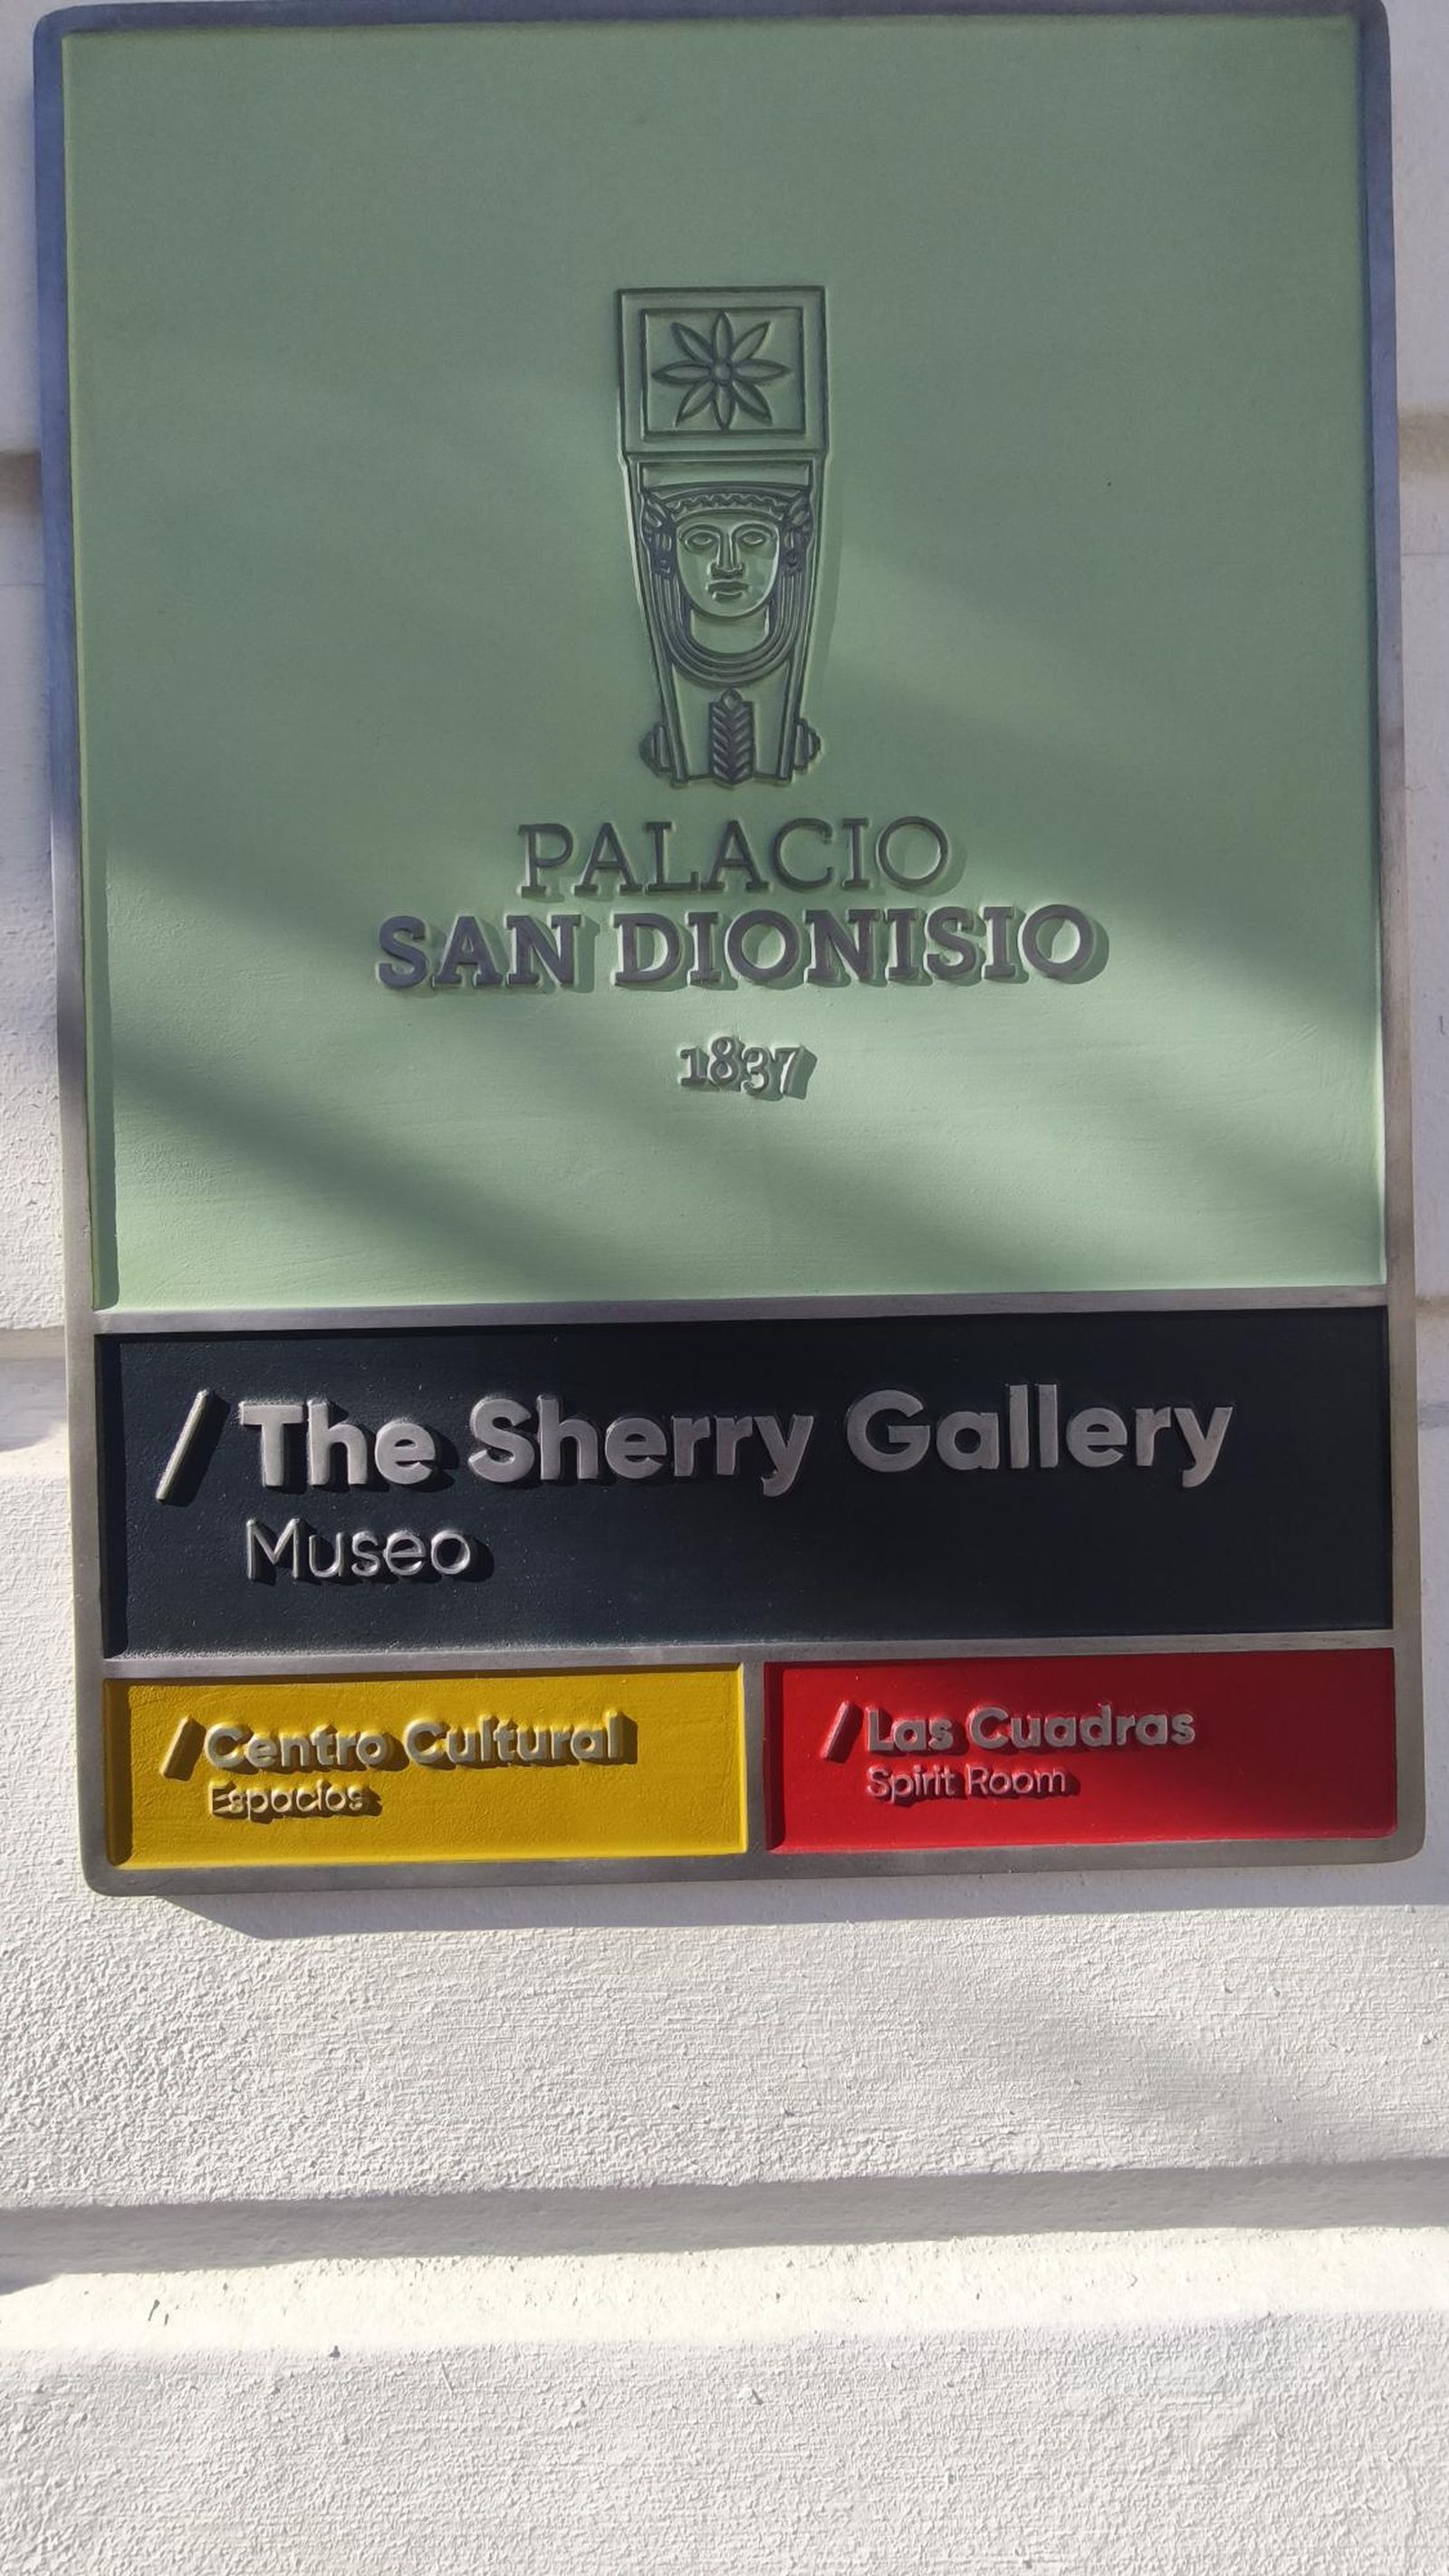 PALACIO
SAN DIONISIO
1837
/The Sherry Gallery
Museo
/Centro Cultural
Espacios
/Las Cuadras
Spirit Room